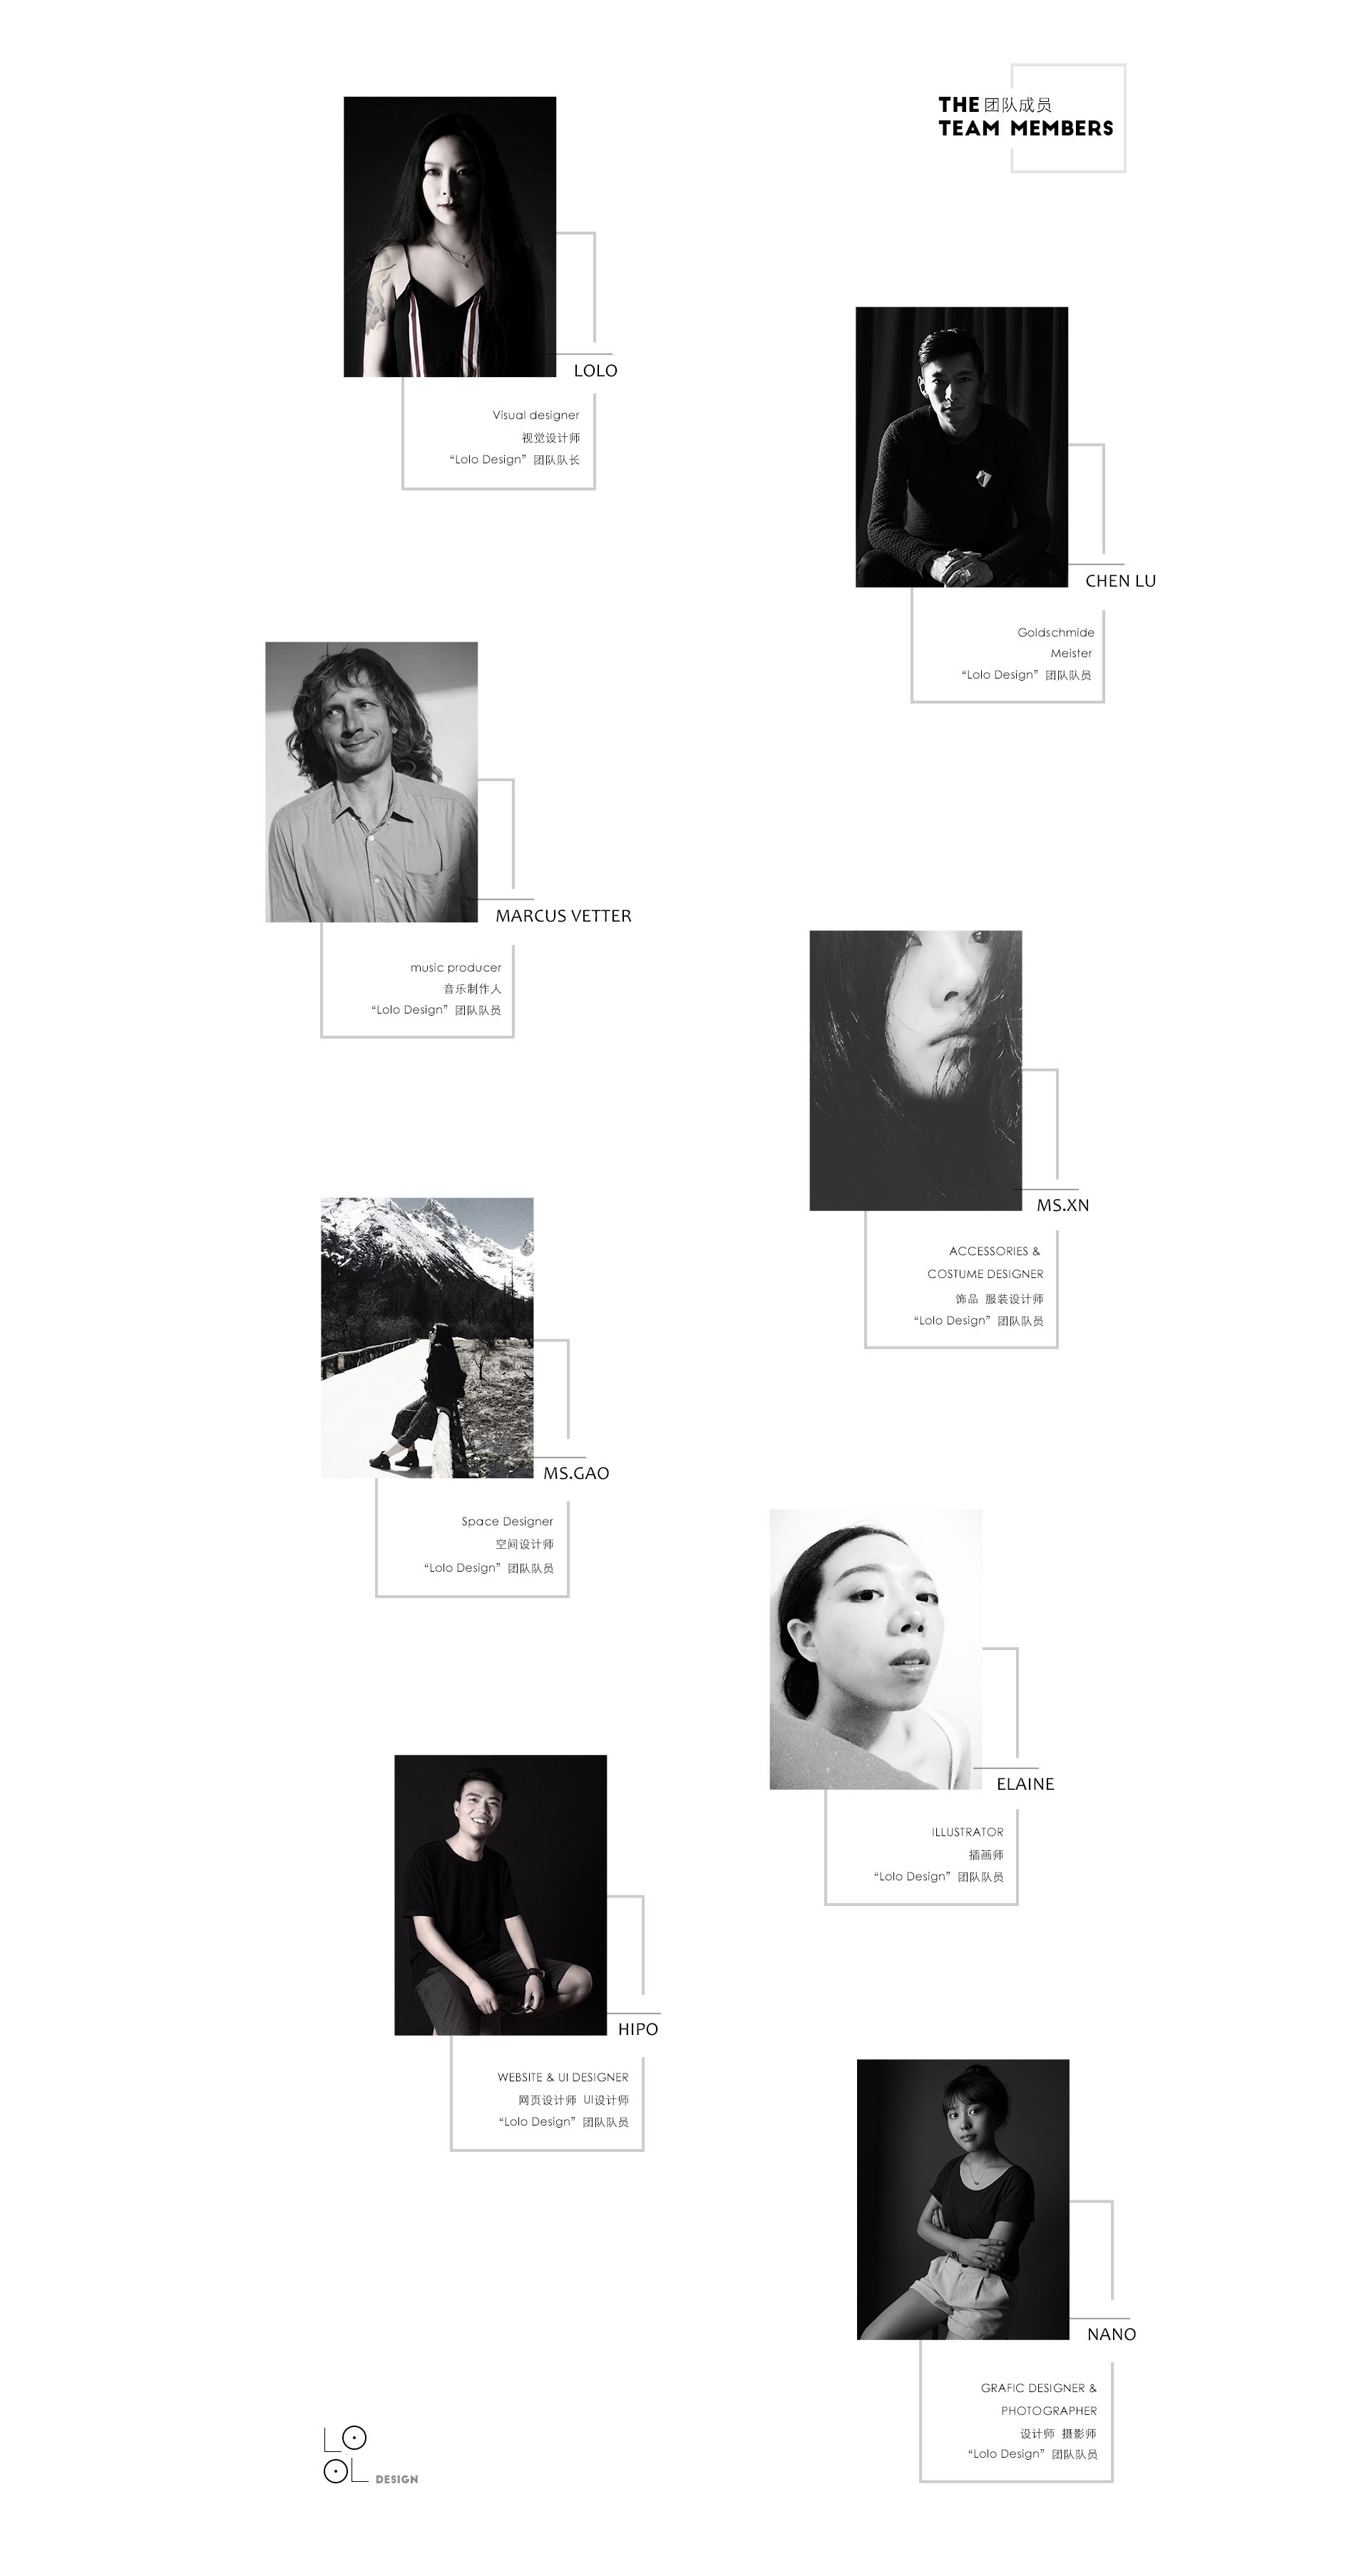 THE 团队成员
TEAM MEMBERS
LOLO
Visual designer
视觉设计师
“Lolo Design” 团队队长
CHEN LU
Goldschmide
Meister
“Lolo Design” 团队队员
MARCUS VETTER
music producer
音乐制作人
“Lolo Design” 团队队员
MS.XN
ACCESSORIES &
COSTUME DESIGNER
饰品 服装设计师
“Lolo Design” 团队队员
MS.GAO
Space Designer
空间设计师
“Lolo Design” 团队队员
ELAINE
ILLUSTRATOR
插画师
“Lolo Design” 团队队员
HIPO
WEBSITE & UI DESIGNER
网页设计师 UI设计师
“Lolo Design” 团队队员
NANO
GRAFIC DESIGNER &
PHOTOGRAPHER
设计师 摄影师
“Lolo Design” 团队队员
LO
OL DESIGN